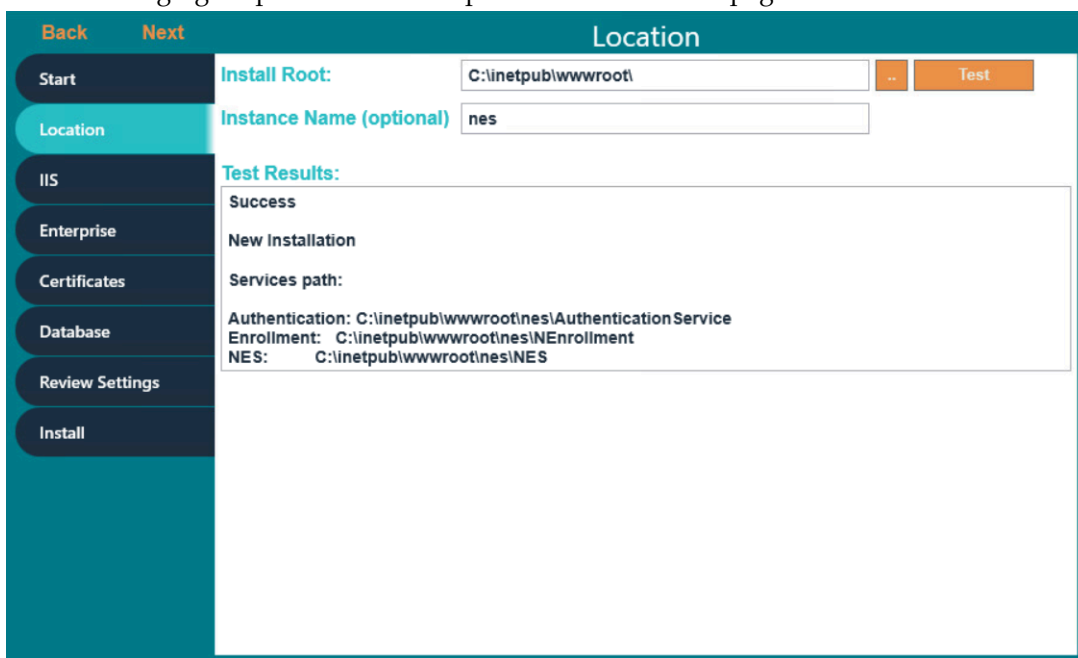 Back Next Location
Start
Location
IIS
Enterprise
Certificates
Database
Review Settings
Install
Install Root: C:\inetpub\wwwroot\ .. Test
Instance Name (optional) nes
Test Results:
Success
New Installation
Services path:
Authentication: C:\inetpub\wwwroot\nes\AuthenticationService
Enrollment: C:\inetpub\wwwroot\nes\NEnrollment
NES: C:\inetpub\wwwroot\nes\NES